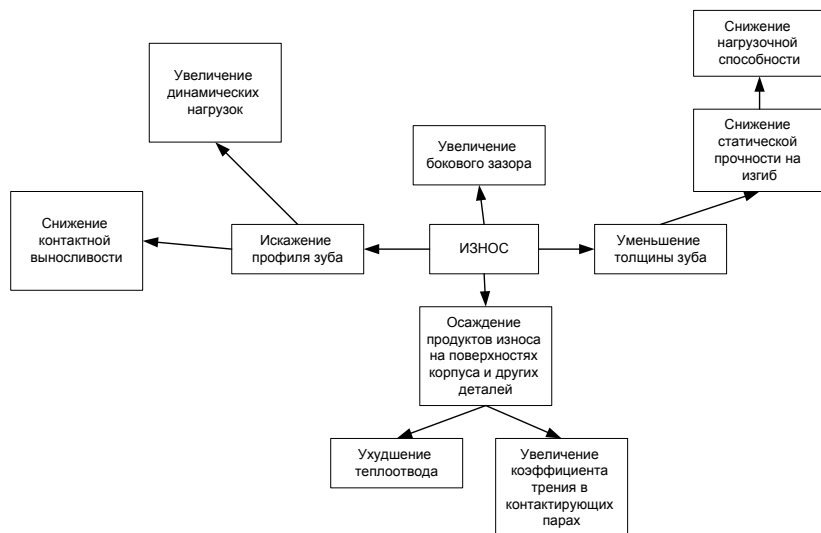 Снижение
нагрузочной
способности
Увеличение
динамических
нагрузок
Снижение
статической
прочности на
изгиб
Увеличение
бокового зазора
Снижение
контактной
выносливости
Искажение
профиля зуба
ИЗНОС
Уменьшение
толщины зуба
Осаждение
продуктов износа
на поверхностях
корпуса и других
деталей
Ухудшение
теплоотвода
Увеличение
коэффициента
трения в
контактирующих
парах